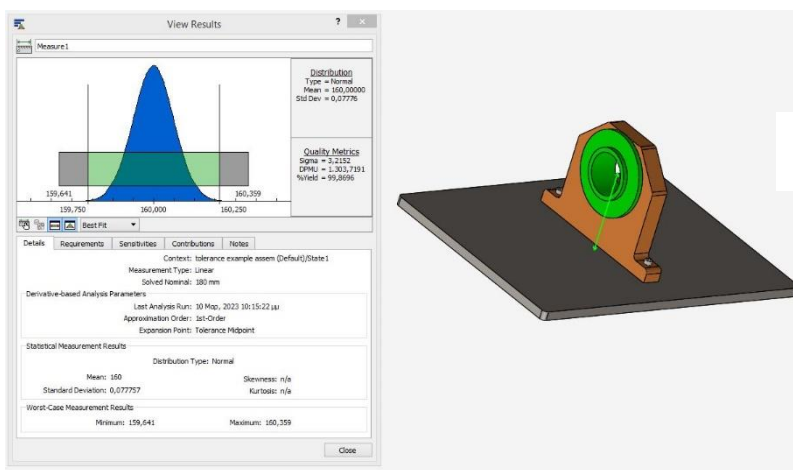 View Results
?
Measure1
Distribution
Type = Normal
Mean = 160,00000
Std Dev = 0,07776
Quality Metrics
Sigma = 3,2152
DPMU = 1.303,7191
%Yield = 99,8696
159,641 160,359
159,750 160,000 160,250
Best Fit
Details Requirements Sensitivities Contributions Notes
Context: tolerance example assem (Default)/State1
Measurement Type: Linear
Solved Nominal: 180 mm
Derivative-based Analysis Parameters
Last Analysis Run: 10 Μαρ, 2023 10:15:22 μμ
Approximation Order: 1st-Order
Expansion Point: Tolerance Midpoint
Statistical Measurement Results
Distribution Type: Normal
Mean: 160 Skewness: n/a
Standard Deviation: 0,077757 Kurtosis: n/a
Worst-Case Measurement Results
Minimum: 159,641 Maximum: 160,359
Close